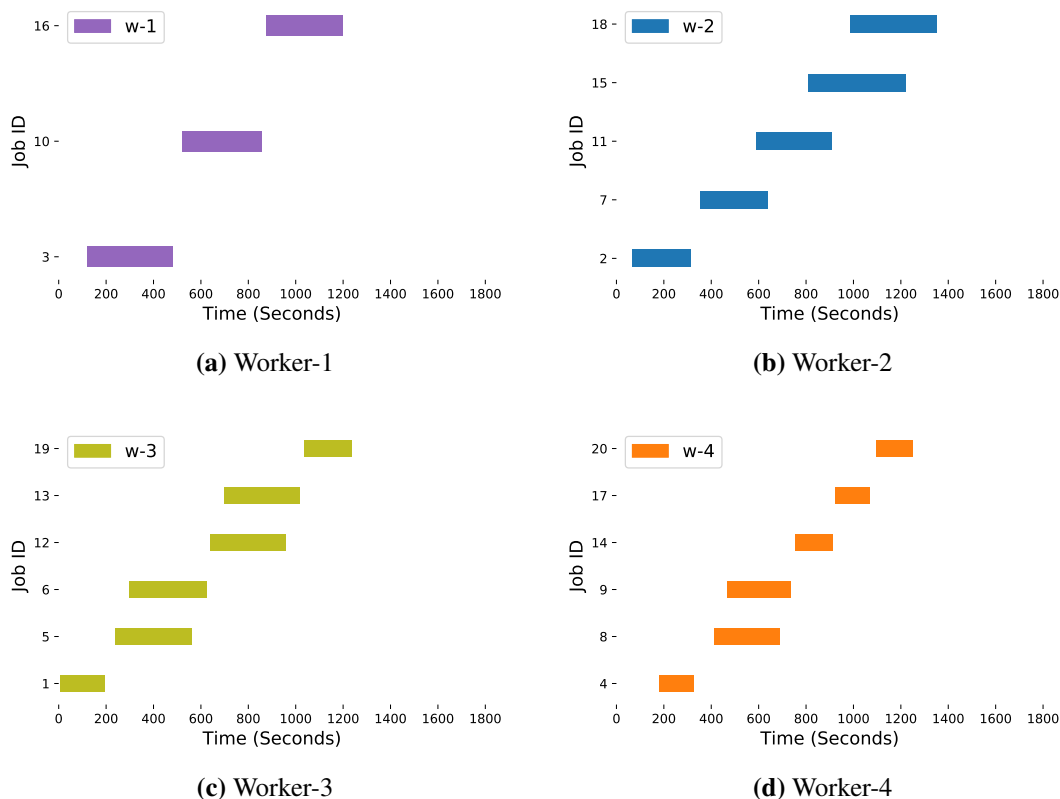 w-1
16
10
3
Job ID
0 200 400 600 800 1000 1200 1400 1600 1800
Time (Seconds)
(a) Worker-1
w-2
18
15
11
7
2
Job ID
0 200 400 600 800 1000 1200 1400 1600 1800
Time (Seconds)
(b) Worker-2
w-3
19
13
12
6
5
1
Job ID
0 200 400 600 800 1000 1200 1400 1600 1800
Time (Seconds)
(c) Worker-3
w-4
20
17
14
9
8
4
Job ID
0 200 400 600 800 1000 1200 1400 1600 1800
Time (Seconds)
(d) Worker-4